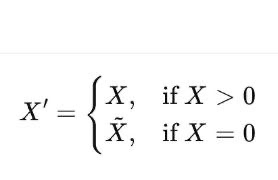 X′ = { X, if X > 0
X̃, if X = 0